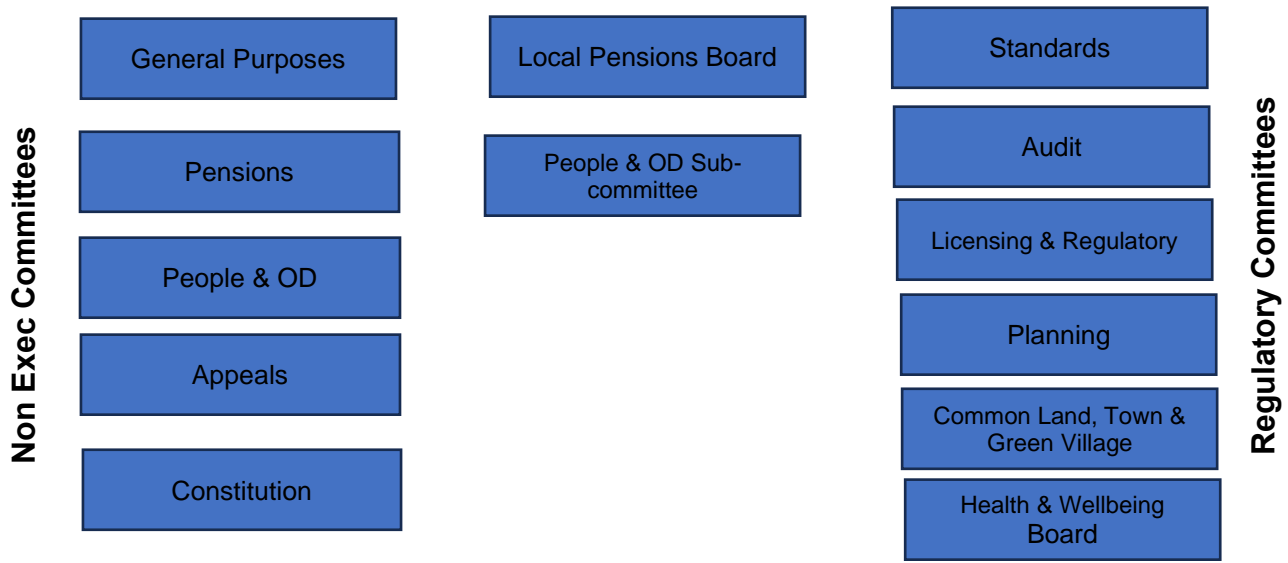 Non Exec Committees
General Purposes
Pensions
People & OD
Appeals
Constitution
Local Pensions Board
People & OD Sub-
committee
Standards
Audit
Licensing & Regulatory
Planning
Common Land, Town &
Green Village
Health & Wellbeing
Board
Regulatory Committees